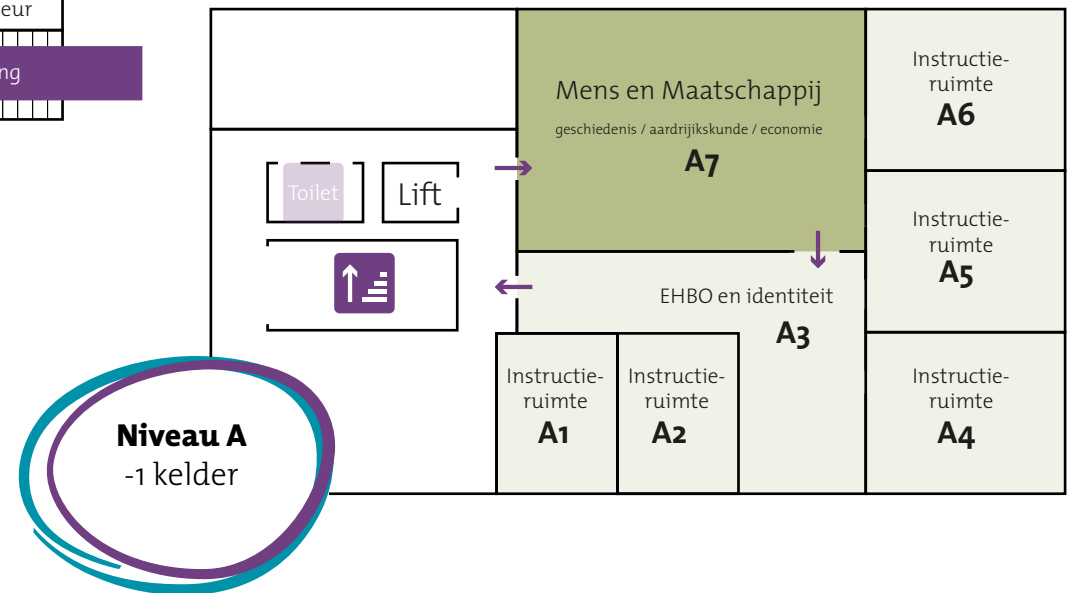 eur
ng
Mens en Maatschappij
geschiedenis / aardrijkskunde / economie
A7
Instructie-
ruimte
A6
Toilet
Lift
Instructie-
ruimte
A5
EHBO en identiteit
A3
Instructie-
ruimte
A1
Instructie-
ruimte
A2
Instructie-
ruimte
A4
Niveau A
-1 kelder